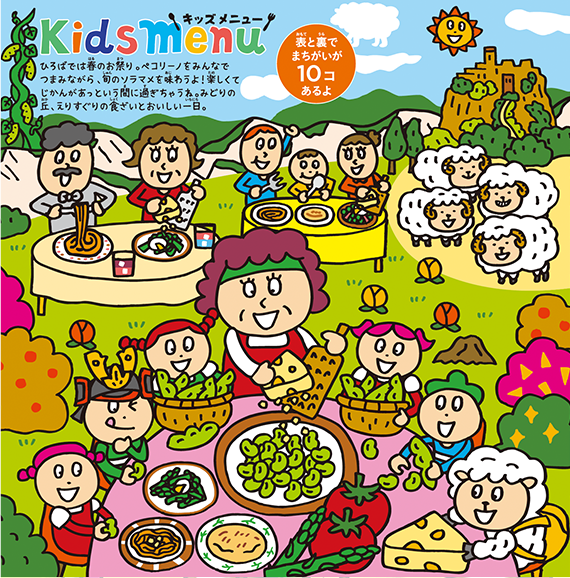 キッズメニュー
Kids menu
ひろばでは春のお祭り。ペコリーノをみんなで
つまみながら、旬のソラマメを味わうよ！楽しくて
じかんがあっという間に過ぎちゃうね。みどりの
丘、えりすぐりの食ざいとおいしい一日。
表と裏で
まちがいが
10コ
あるよ